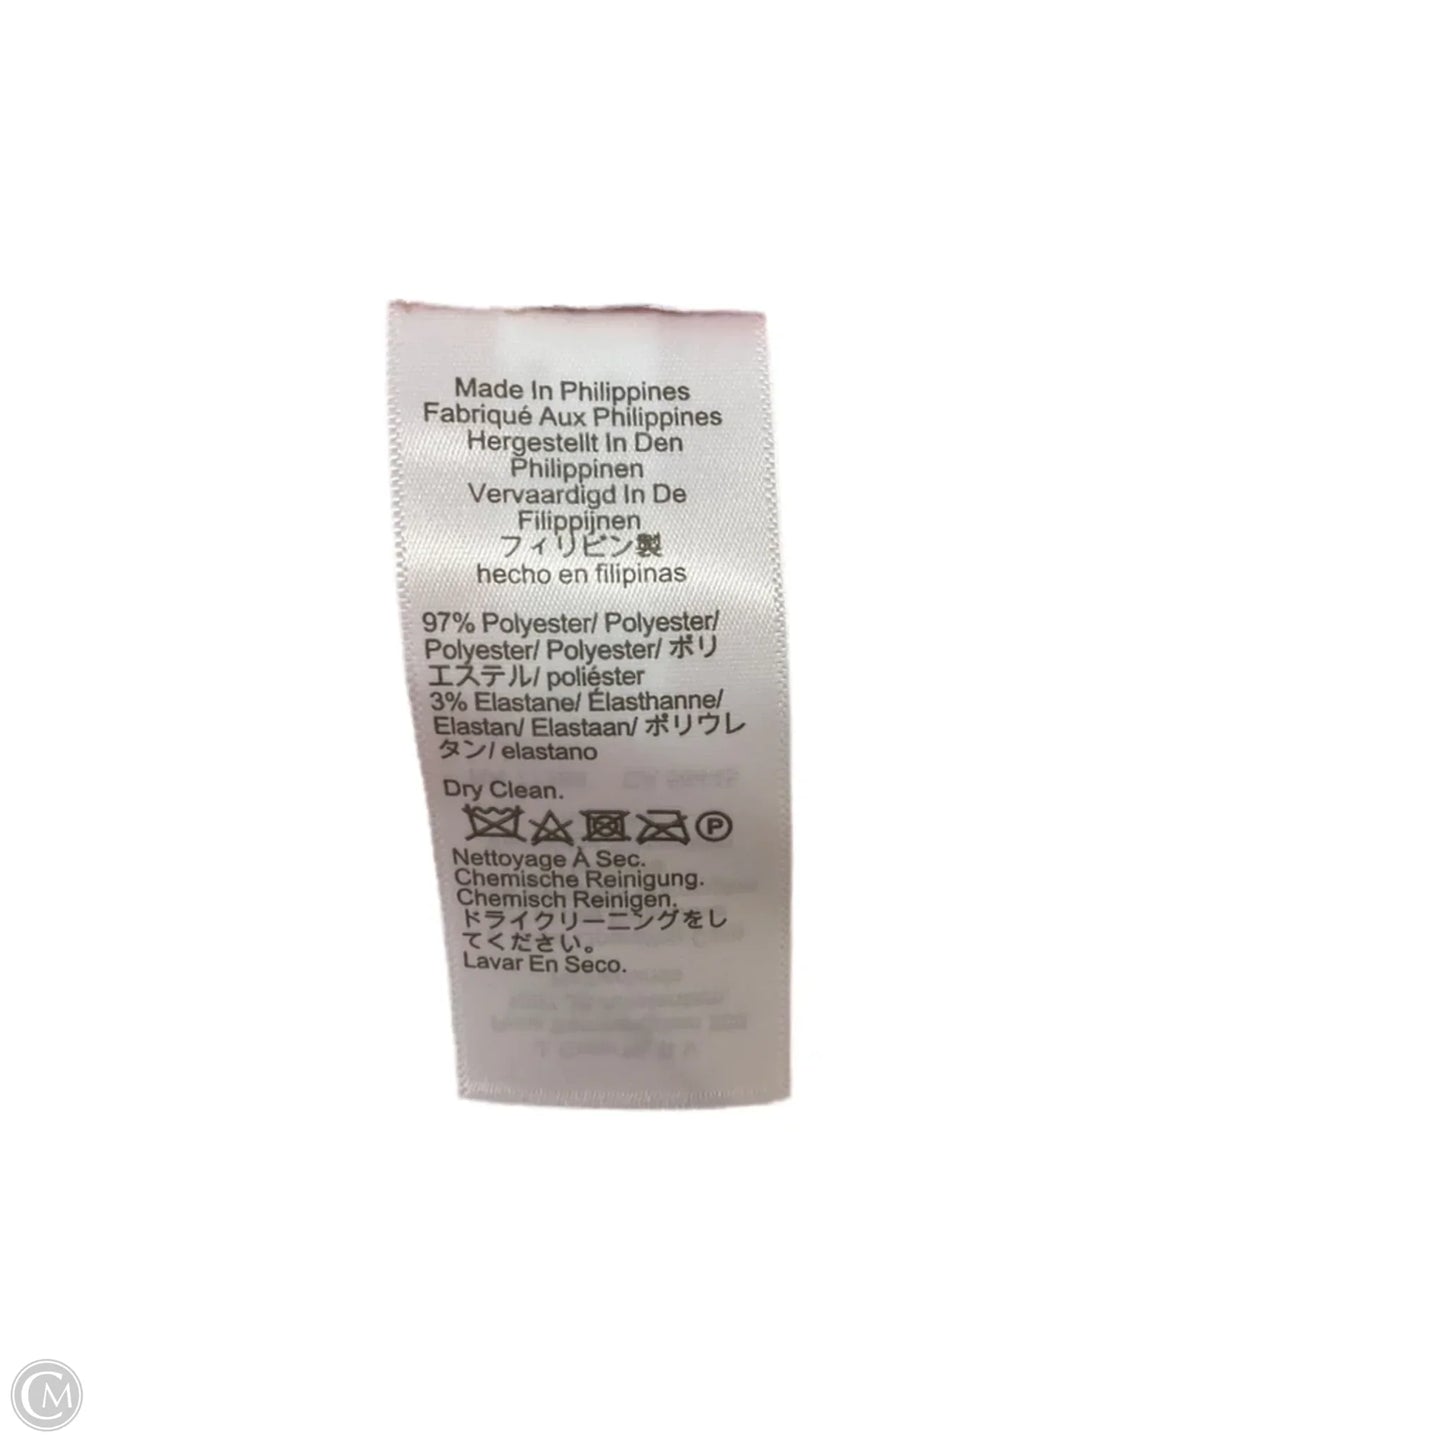 Made In Philippines
Fabriqué Aux Philippines
Hergestellt In Den
Philippinen
Vervaardigd In De
Filippijnen
フィリピン製
hecho en filipinas
97% Polyester/ Polyester/
Polyester/ Polyester/ ポリ
エステル/ poliéster
3% Elastane/ Élasthanne/
Elastan/ Elastaan/ ポリウレ
タン/ elastano
Dry Clean.
P
Nettoyage À Sec.
Chemische Reinigung.
Chemisch Reinigen.
ドライクリーニングをし
てください。
Lavar En Seco.
CM